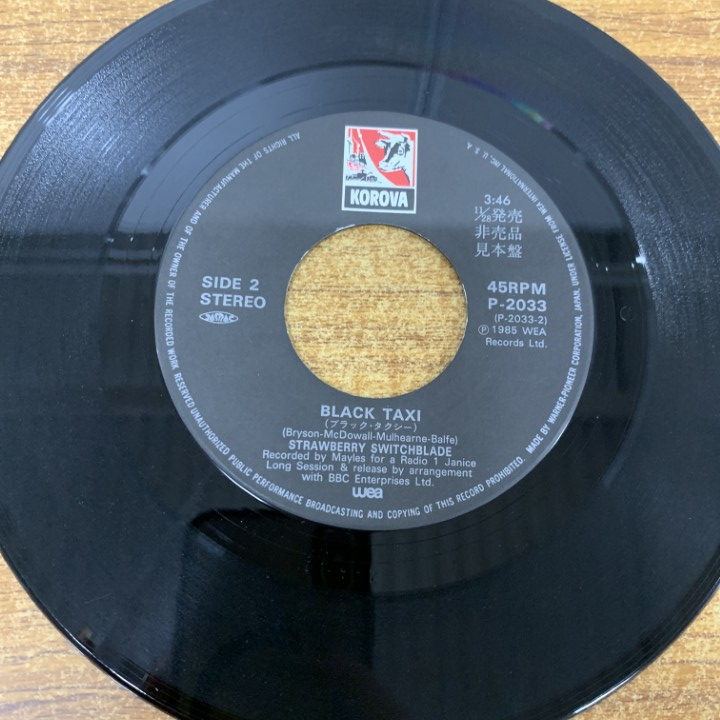 KOROVA
3:46
11/28発売
非売品
見本盤
SIDE 2
STEREO
45RPM
P-2033
(P-2033-2)
Ⓟ1985 WEA
Records Ltd.
BLACK TAXI
(ブラック・タクシー)
(Bryson-McDowall-Mulhearne-Balfe)
STRAWBERRY SWITCHBLADE
Recorded by Mayles for a Radio 1 Janice
Long Session & release by arrangement
with BBC Enterprises Ltd.
wea
ALL RIGHTS OF THE MANUFACTURER AND OF THE OWNER OF THE RECORDED WORK RESERVED UNAUTHORIZED PUBLIC PERFORMANCE BROADCASTING AND COPYING OF THIS RECORD PROHIBITED. MADE BY WARNER-PIONEER CORPORATION, JAPAN, UNDER LICENSE FROM WEA INTERNATIONAL INC., U.S.A.